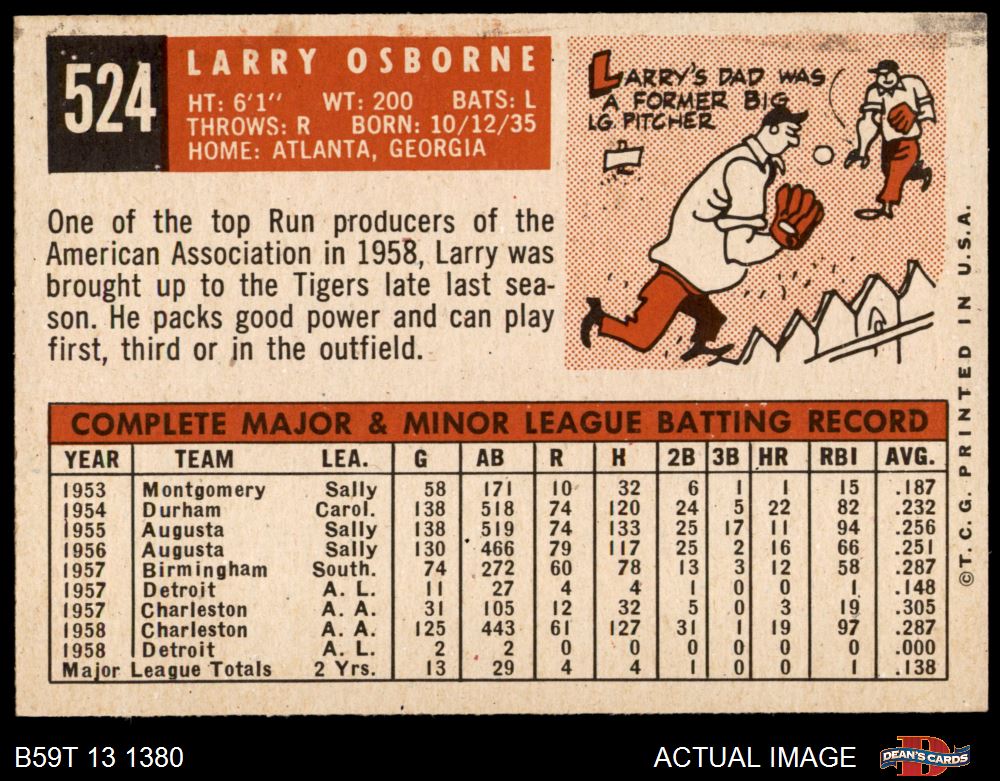 524
LARRY OSBORNE
HT: 6'1" WT: 200 BATS: L
THROWS: R BORN: 10/12/35
HOME: ATLANTA, GEORGIA
LARRY'S DAD WAS
A FORMER BIG
LG PITCHER
One of the top Run producers of the
American Association in 1958, Larry was
brought up to the Tigers late last sea-
son. He packs good power and can play
first, third or in the outfield.
COMPLETE MAJOR & MINOR LEAGUE BATTING RECORD
YEAR TEAM LEA. G AB R H 2B 3B HR RBI AVG.
1953 Montgomery Sally 58 171 10 32 6 1 1 15 .187
1954 Durham Carol. 138 518 74 120 24 5 22 82 .232
1955 Augusta Sally 138 519 74 133 25 17 11 94 .256
1956 Augusta Sally 130 466 79 117 25 2 16 66 .251
1957 Birmingham South. 74 272 60 78 13 3 12 58 .287
1957 Detroit A. L. 11 27 4 4 1 0 0 1 .148
1957 Charleston A. A. 31 105 12 32 5 0 3 19 .305
1958 Charleston A. A. 125 443 61 127 31 1 19 97 .287
1958 Detroit A. L. 2 2 0 0 0 0 0 0 .000
Major League Totals 2 Yrs. 13 29 4 4 1 0 0 1 .138
©T. C. G. PRINTED IN U.S.A.
B59T 13 1380
ACTUAL IMAGE
DEAN'S CARDS